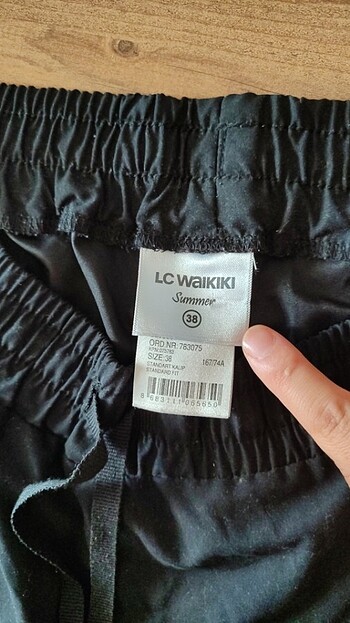 LC WAIKIKI
Summer
38
ORD.NR:783075
SIZE:38 167/74A
STANDART KALIP
STANDARD FIT